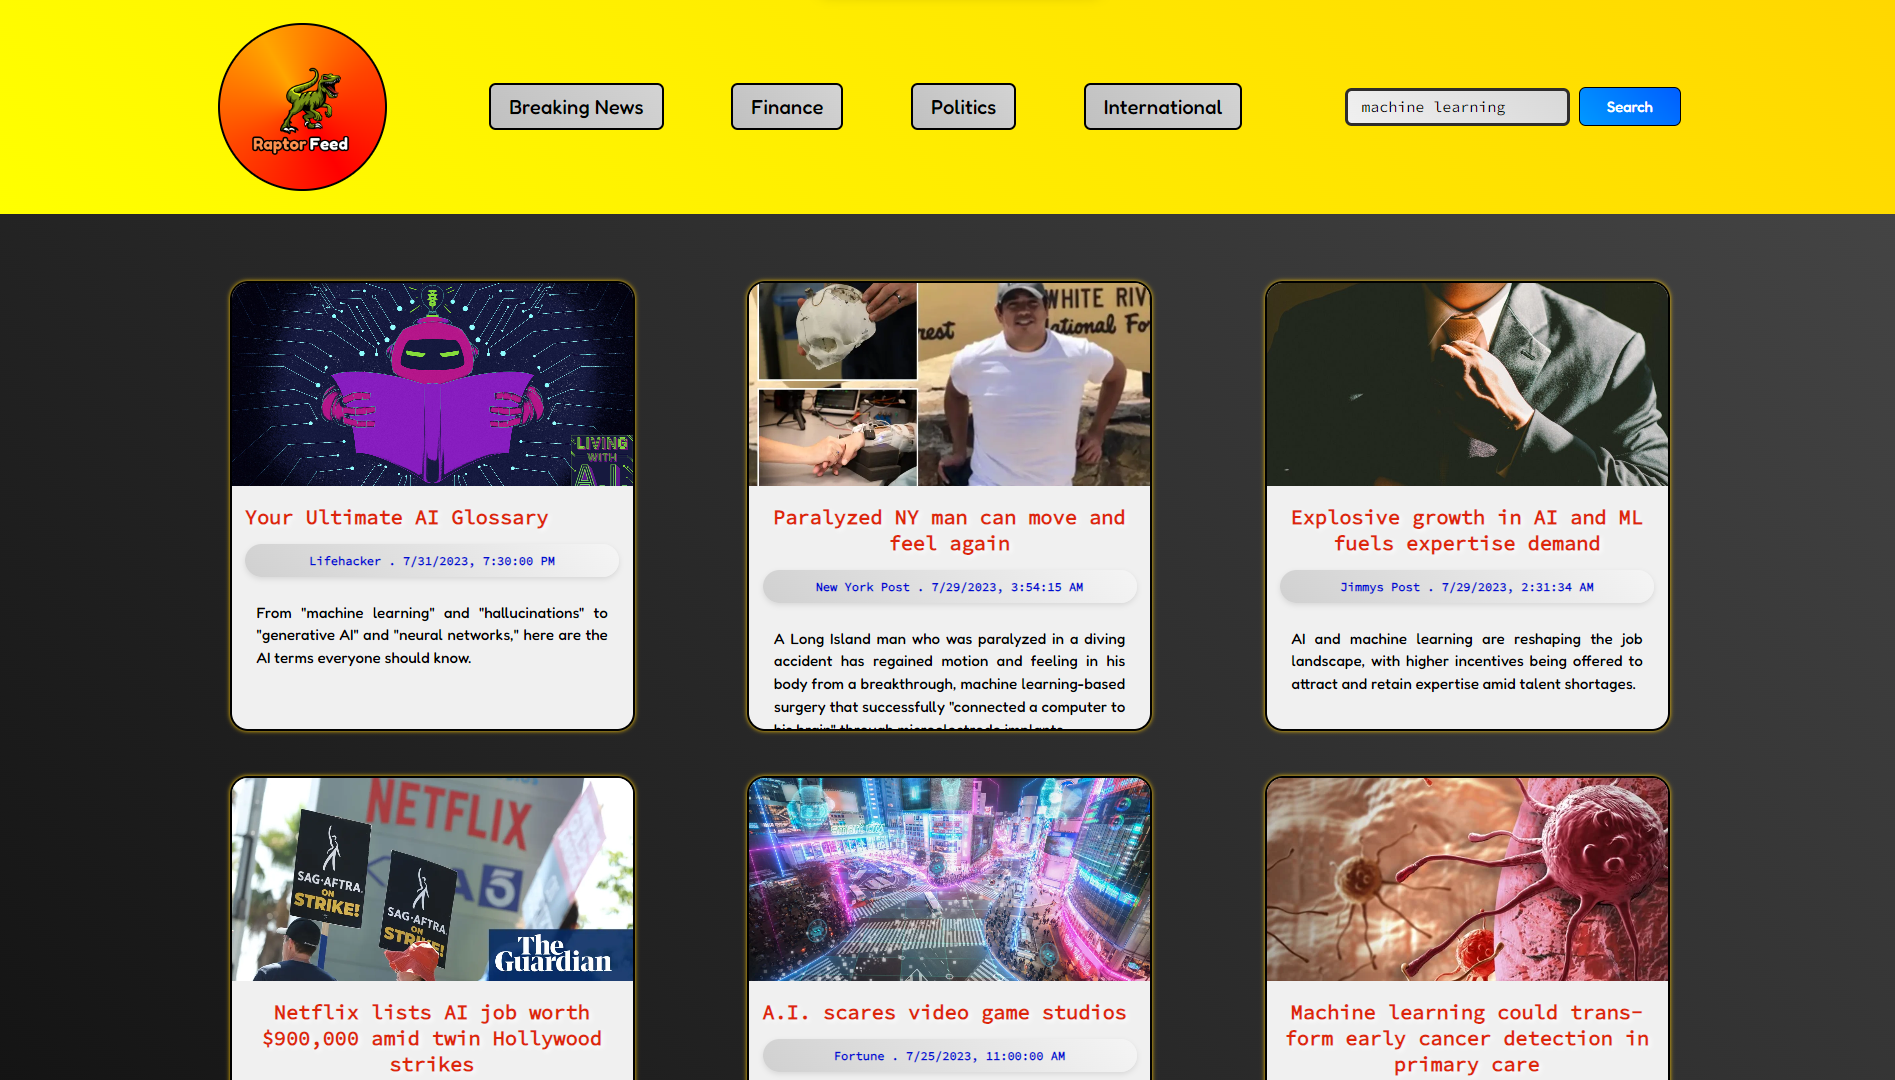 Raptor Feed
Breaking News
Finance
Politics
International
machine learning
Search
LIVING
WITH
A.I.
Your Ultimate AI Glossary
Lifehacker . 7/31/2023, 7:30:00 PM
From "machine learning" and "hallucinations" to
"generative AI" and "neural networks," here are the
AI terms everyone should know.
WHITE RIV
rest
ational Fo
Paralyzed NY man can move and
feel again
New York Post . 7/29/2023, 3:54:15 AM
A Long Island man who was paralyzed in a diving
accident has regained motion and feeling in his
body from a breakthrough, machine learning-based
surgery that successfully "connected a computer to
his brain" through microelectrode implants.
Explosive growth in AI and ML
fuels expertise demand
Jimmys Post . 7/29/2023, 2:31:34 AM
AI and machine learning are reshaping the job
landscape, with higher incentives being offered to
attract and retain expertise amid talent shortages.
NETFLIX
5
SAG·AFTRA.
ON
STRIKE!
SAG·AFTRA.
ON
STRIKE!
The
Guardian
Netflix lists AI job worth
$900,000 amid twin Hollywood
strikes
A.I. scares video game studios
Fortune . 7/25/2023, 11:00:00 AM
Machine learning could trans-
form early cancer detection in
primary care